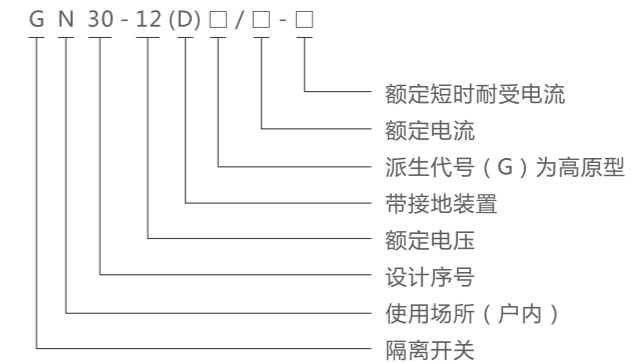 G N 30 - 12 (D) □ / □ - □
额定短时耐受电流
额定电流
派生代号（G）为高原型
带接地装置
额定电压
设计序号
使用场所（户内）
隔离开关